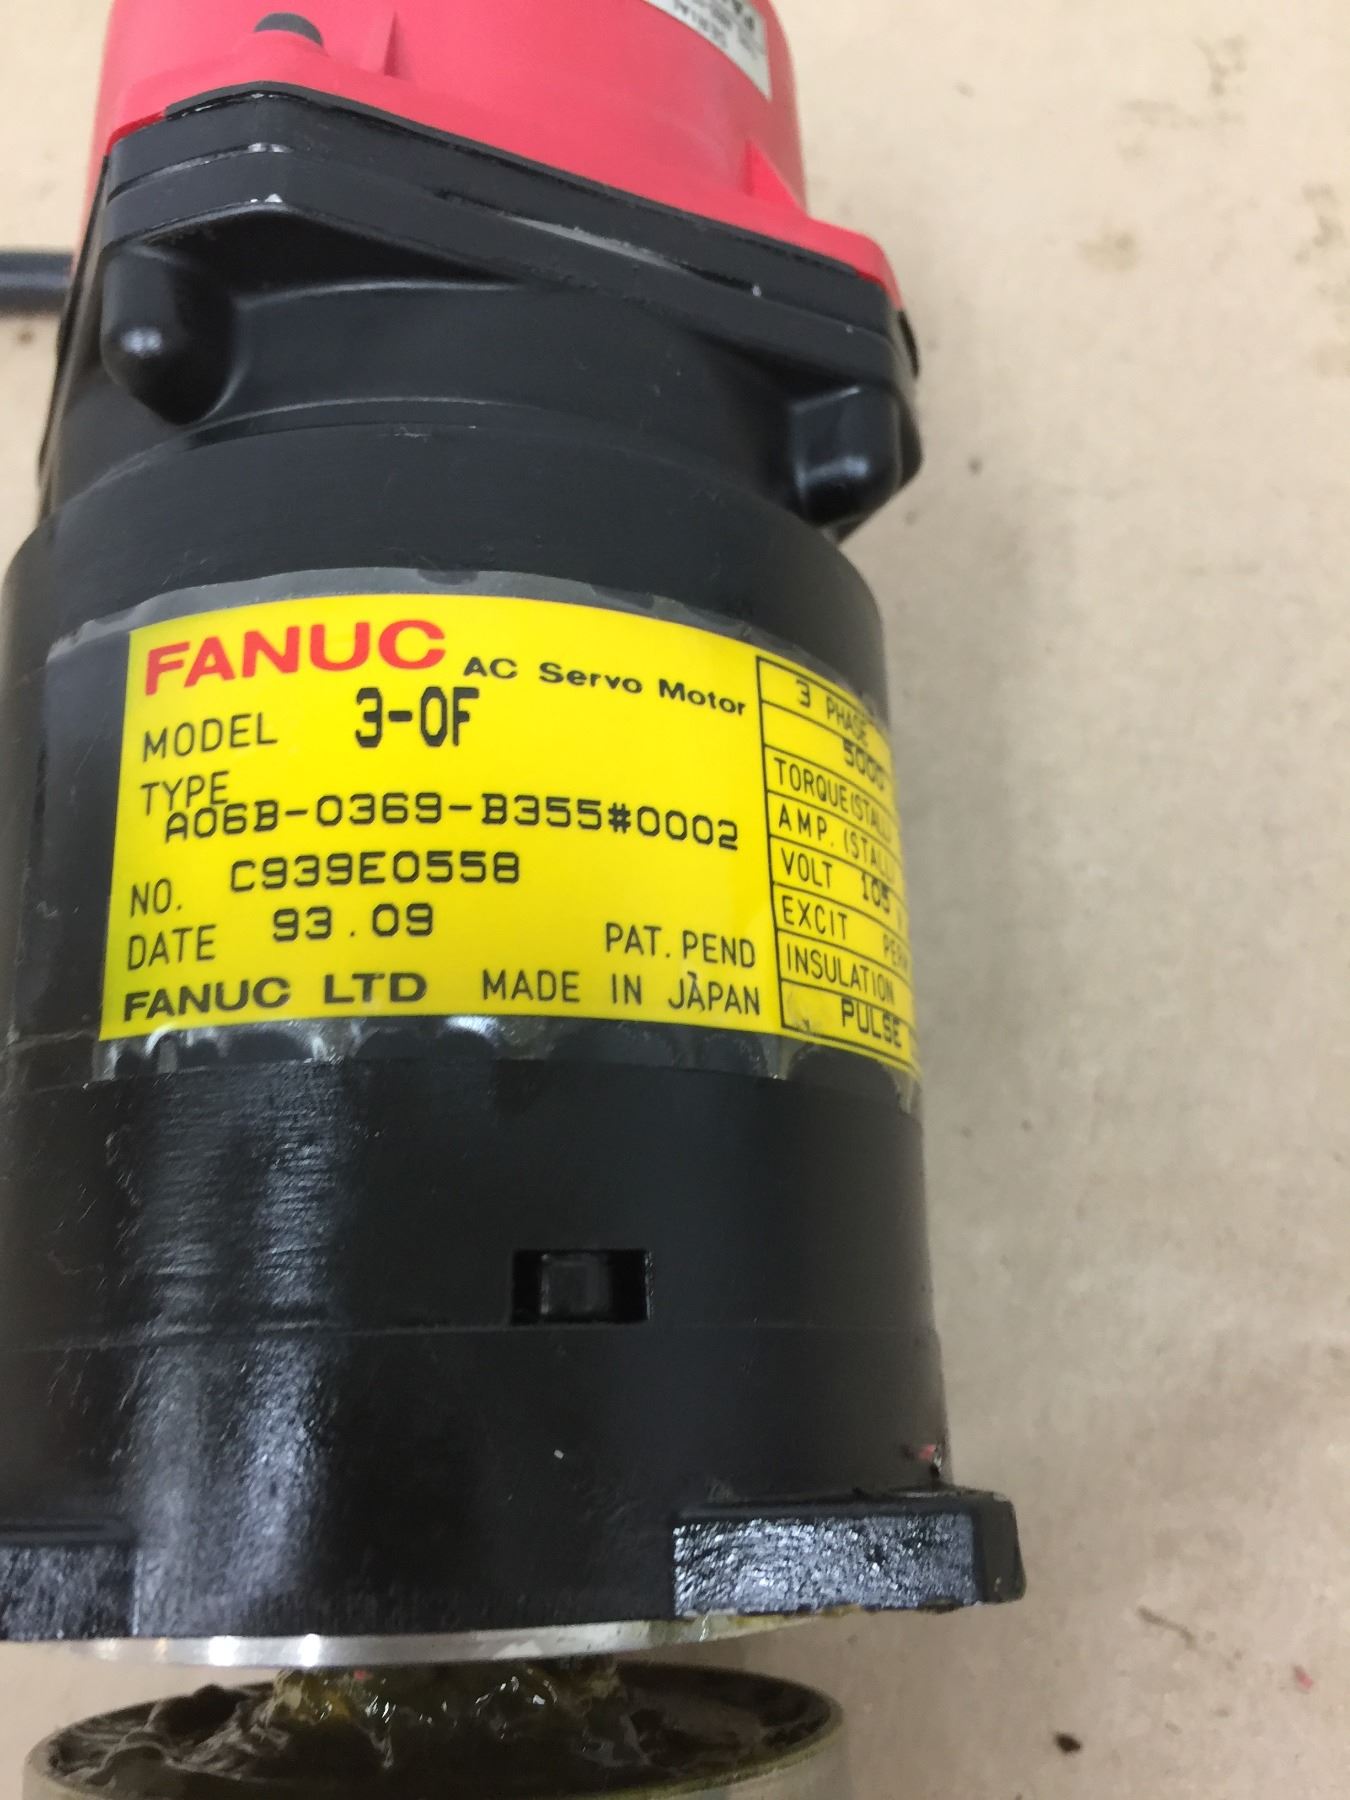 FANUC AC Servo Motor
MODEL 3-0F
TYPE
A06B-0369-B355#0002
NO. C939E0558
DATE 93.09
PAT. PEND
FANUC LTD MADE IN JAPAN
3 PHASE
TORQUE(STALL)
AMP. (STALL)
VOLT 105 V
EXCIT
INSULATION
PULSE